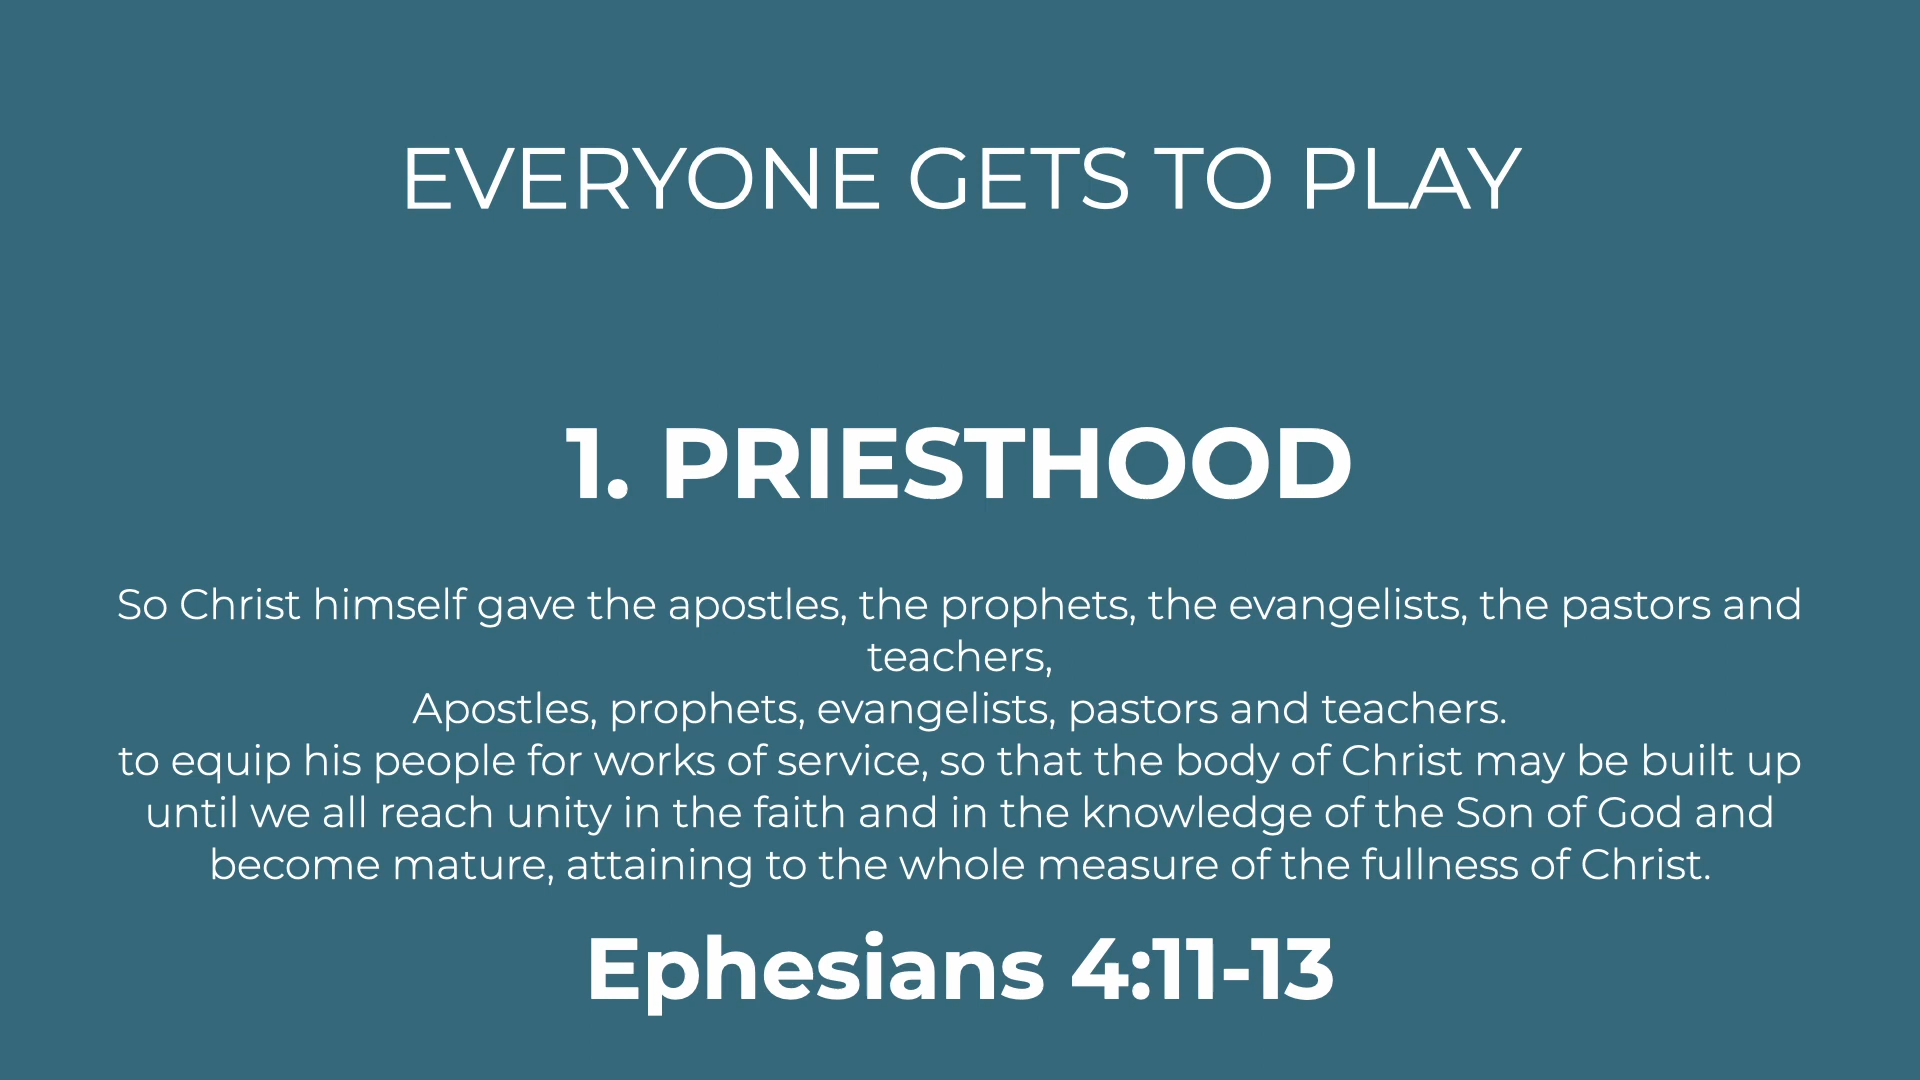 EVERYONE GETS TO PLAY
1. PRIESTHOOD
So Christ himself gave the apostles, the prophets, the evangelists, the pastors and
teachers,
Apostles, prophets, evangelists, pastors and teachers.
to equip his people for works of service, so that the body of Christ may be built up
until we all reach unity in the faith and in the knowledge of the Son of God and
become mature, attaining to the whole measure of the fullness of Christ.
Ephesians 4:11-13